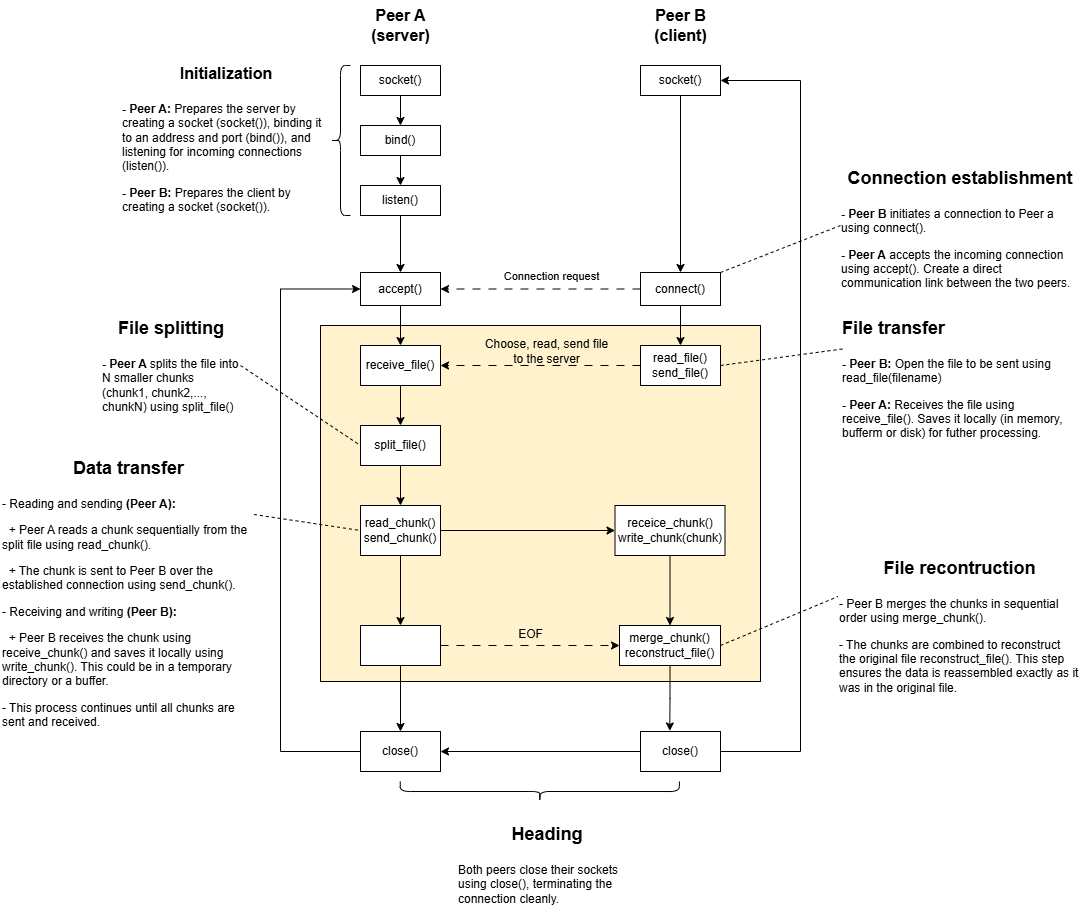 Peer A
(server)
Peer B
(client)
Initialization
- Peer A: Prepares the server by
creating a socket (socket()), binding it
to an address and port (bind()), and
listening for incoming connections
(listen()).
- Peer B: Prepares the client by
creating a socket (socket()).
socket()
bind()
listen()
socket()
Connection establishment
- Peer B initiates a connection to Peer a
using connect().
- Peer A accepts the incoming connection
using accept(). Create a direct
communication link between the two peers.
accept()
Connection request
connect()
File splitting
- Peer A splits the file into
N smaller chunks
(chunk1, chunk2,...,
chunkN) using split_file()
receive_file()
Choose, read, send file
to the server
read_file()
send_file()
File transfer
- Peer B: Open the file to be sent using
read_file(filename)
- Peer A: Receives the file using
receive_file(). Saves it locally (in memory,
bufferm or disk) for futher processing.
split_file()
Data transfer
- Reading and sending (Peer A):
+ Peer A reads a chunk sequentially from the
split file using read_chunk().
+ The chunk is sent to Peer B over the
established connection using send_chunk().
- Receiving and writing (Peer B):
+ Peer B receives the chunk using
receive_chunk() and saves it locally using
write_chunk(). This could be in a temporary
directory or a buffer.
- This process continues until all chunks are
sent and received.
read_chunk()
send_chunk()
receice_chunk()
write_chunk(chunk)
EOF
merge_chunk()
reconstruct_file()
File recontruction
- Peer B merges the chunks in sequential
order using merge_chunk().
- The chunks are combined to reconstruct
the original file reconstruct_file(). This step
ensures the data is reassembled exactly as it
was in the original file.
close()
close()
Heading
Both peers close their sockets
using close(), terminating the
connection cleanly.